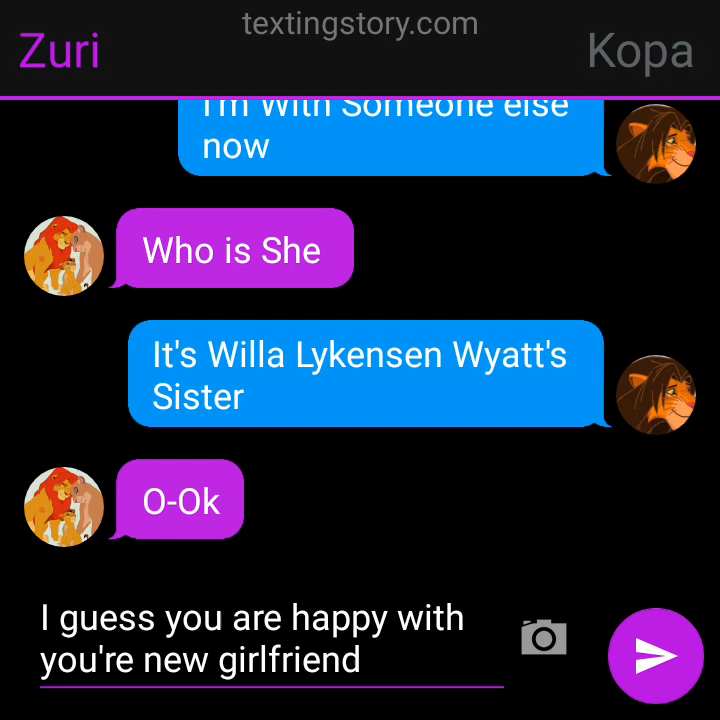 textingstory.com
Zuri
Kopa
I'm With Someone else
now
Who is She
It's Willa Lykensen Wyatt's
Sister
O-Ok
I guess you are happy with
you're new girlfriend